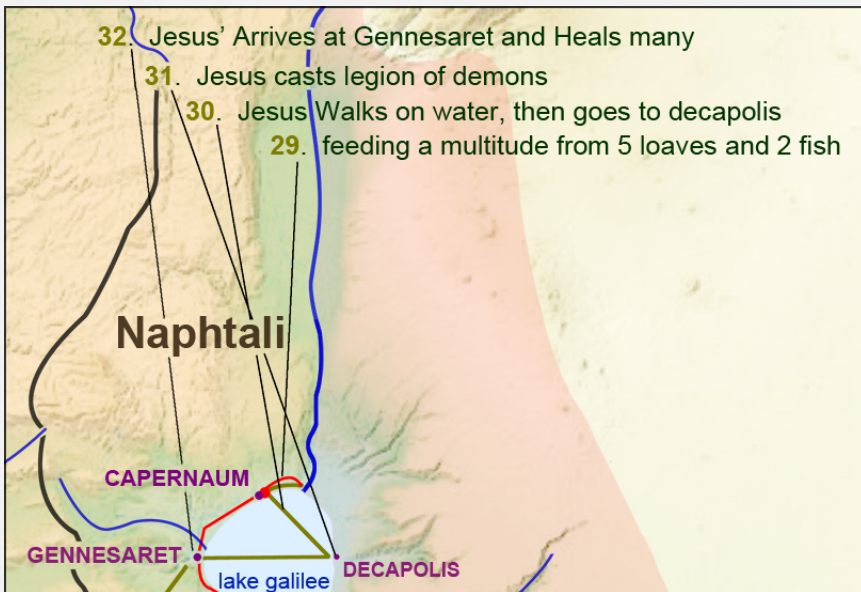 32. Jesus' Arrives at Gennesaret and Heals many
31. Jesus casts legion of demons
30. Jesus Walks on water, then goes to decapolis
29. feeding a multitude from 5 loaves and 2 fish
Naphtali
CAPERNAUM
GENNESARET
DECAPOLIS
lake galilee